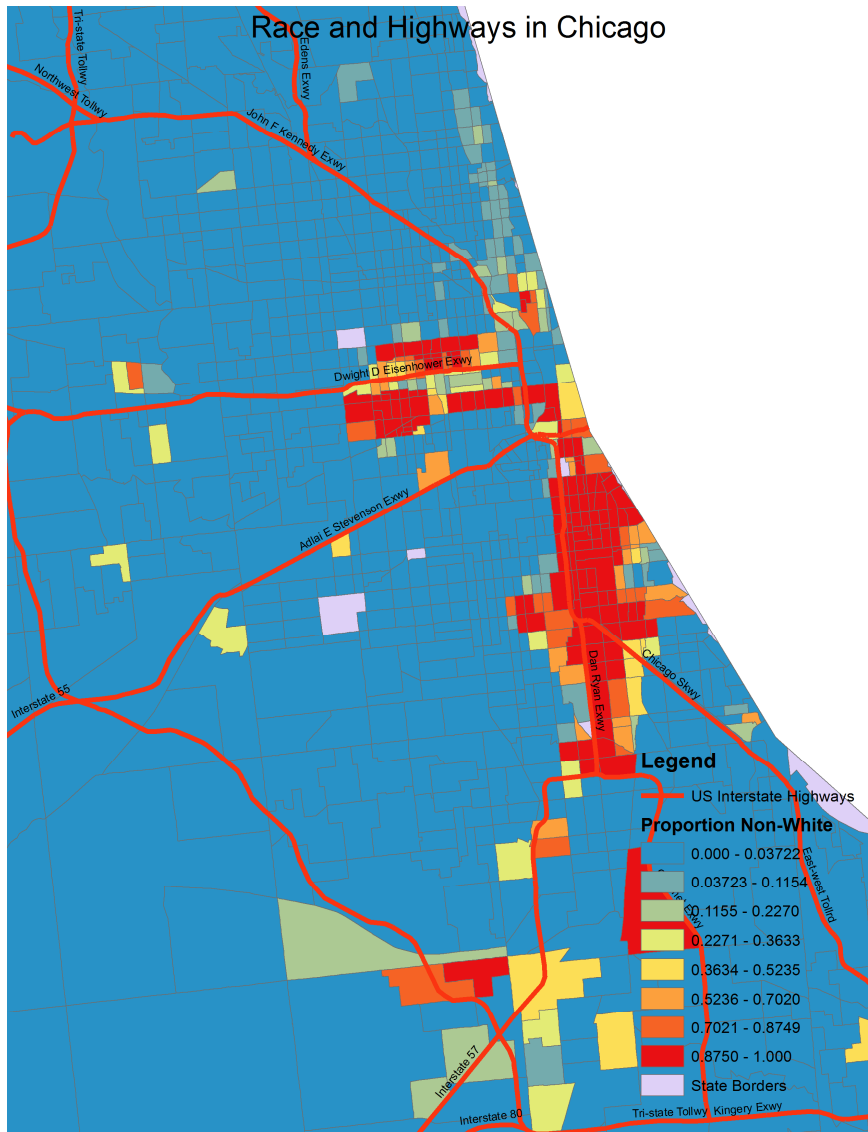 Race and Highways in Chicago
Tri-state Tollwy
Edens Exwy
Northwest Tollwy
John F Kennedy Exwy
Dwight D Eisenhower Exwy
Adlai E Stevenson Exwy
Interstate 55
Dan Ryan Exwy
Chicago Skwy
Legend
US Interstate Highways
Proportion Non-White
0.000 - 0.03722
0.03723 - 0.1154
0.1155 - 0.2270
0.2271 - 0.3633
0.3634 - 0.5235
0.5236 - 0.7020
0.7021 - 0.8749
0.8750 - 1.000
State Borders
East-west Tollrd
Exwy
Interstate 57
Interstate 80
Tri-state Tollwy Kingery Exwy